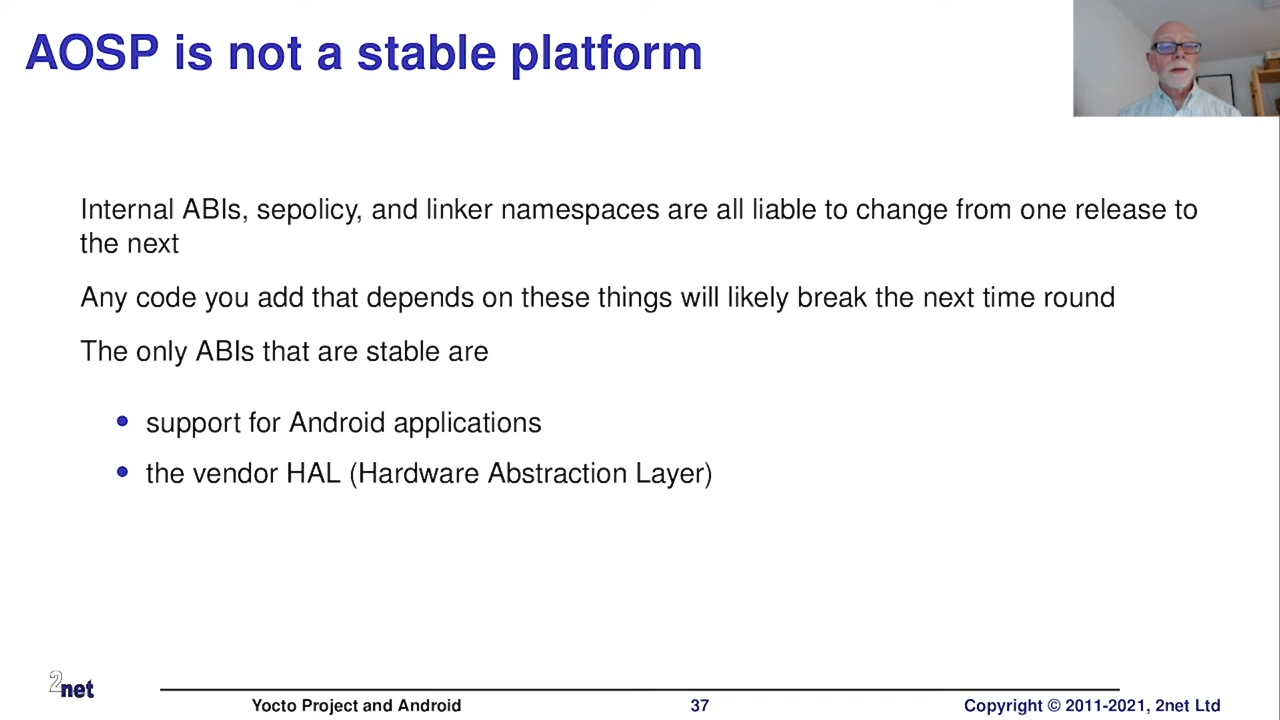 AOSP is not a stable platform
Internal ABIs, sepolicy, and linker namespaces are all liable to change from one release to
the next
Any code you add that depends on these things will likely break the next time round
The only ABIs that are stable are
• support for Android applications
• the vendor HAL (Hardware Abstraction Layer)
2net
Yocto Project and Android
37
Copyright © 2011-2021, 2net Ltd